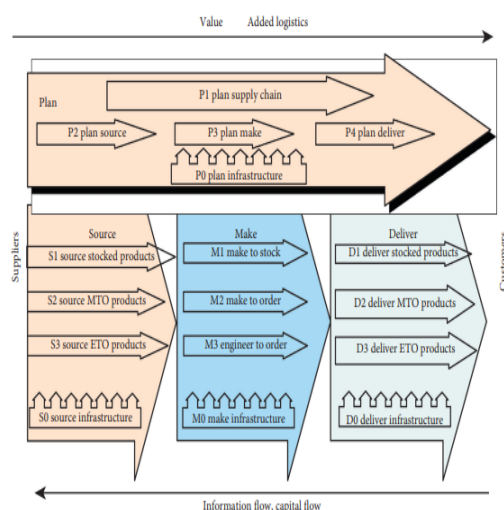 Value Added logistics
Plan
P1 plan supply chain
P2 plan source
P3 plan make
P4 plan deliver
P0 plan infrastructure
Suppliers
Customers
Source
S1 source stocked products
S2 source MTO products
S3 source ETO products
S0 source infrastructure
Make
M1 make to stock
M2 make to order
M3 engineer to order
M0 make infrastructure
Deliver
D1 deliver stocked products
D2 deliver MTO products
D3 deliver ETO products
D0 deliver infrastructure
Information flow, capital flow